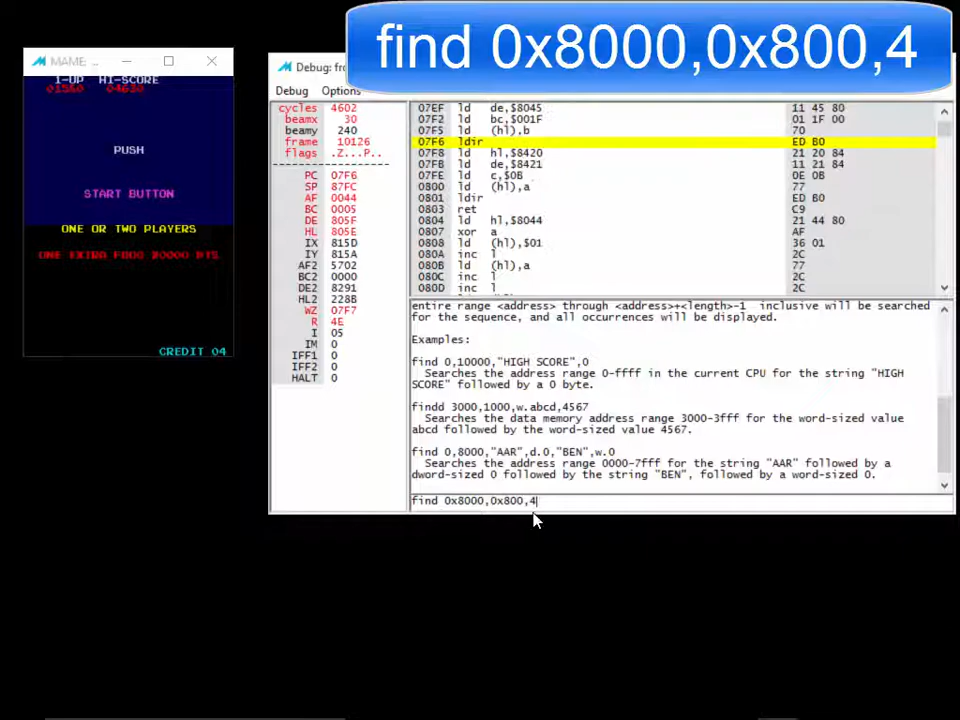 find 0x8000,0x800,4
MAME ..
Debug: fro
Debug Options
I-UP HI-SCORE
01550 04630
PUSH
START BUTTON
ONE OR TWO PLAYERS
ONE EXTRA FROG 20000 PTS
CREDIT 04
cycles 4602
beamx 30
beamy 240
frame 10126
flags .Z...P..
PC 07F6
SP 87FC
AF 0044
BC 0005
DE 805F
HL 805E
IX 815D
IY 815A
AF2 5702
BC2 0000
DE2 8291
HL2 228B
WZ 07F7
R 4E
I 05
IM 0
IFF1 0
IFF2 0
HALT 0
07EF ld de,$8045 11 45 80
07F2 ld bc,$001F 01 1F 00
07F5 ld (hl),b 70
07F6 ldir ED B0
07F8 ld hl,$8420 21 20 84
07FB ld de,$8421 11 21 84
07FE ld c,$0B 0E 0B
0800 ld (hl),a 77
0801 ldir ED B0
0803 ret C9
0804 ld hl,$8044 21 44 80
0807 xor a AF
0808 ld (hl),$01 36 01
080A inc l 2C
080B ld (hl),a 77
080C inc l 2C
080D inc l 2C
entire range <address> through <address>+<length>-1 inclusive will be searched
for the sequence, and all occurrences will be displayed.
Examples:
find 0,10000,"HIGH SCORE",0
Searches the address range 0-ffff in the current CPU for the string "HIGH
SCORE" followed by a 0 byte.
findd 3000,1000,w.abcd,4567
Searches the data memory address range 3000-3fff for the word-sized value
abcd followed by the word-sized value 4567.
find 0,8000,"AAR",d.0,"BEN",w.0
Searches the address range 0000-7fff for the string "AAR" followed by a
dword-sized 0 followed by the string "BEN", followed by a word-sized 0.
find 0x8000,0x800,4